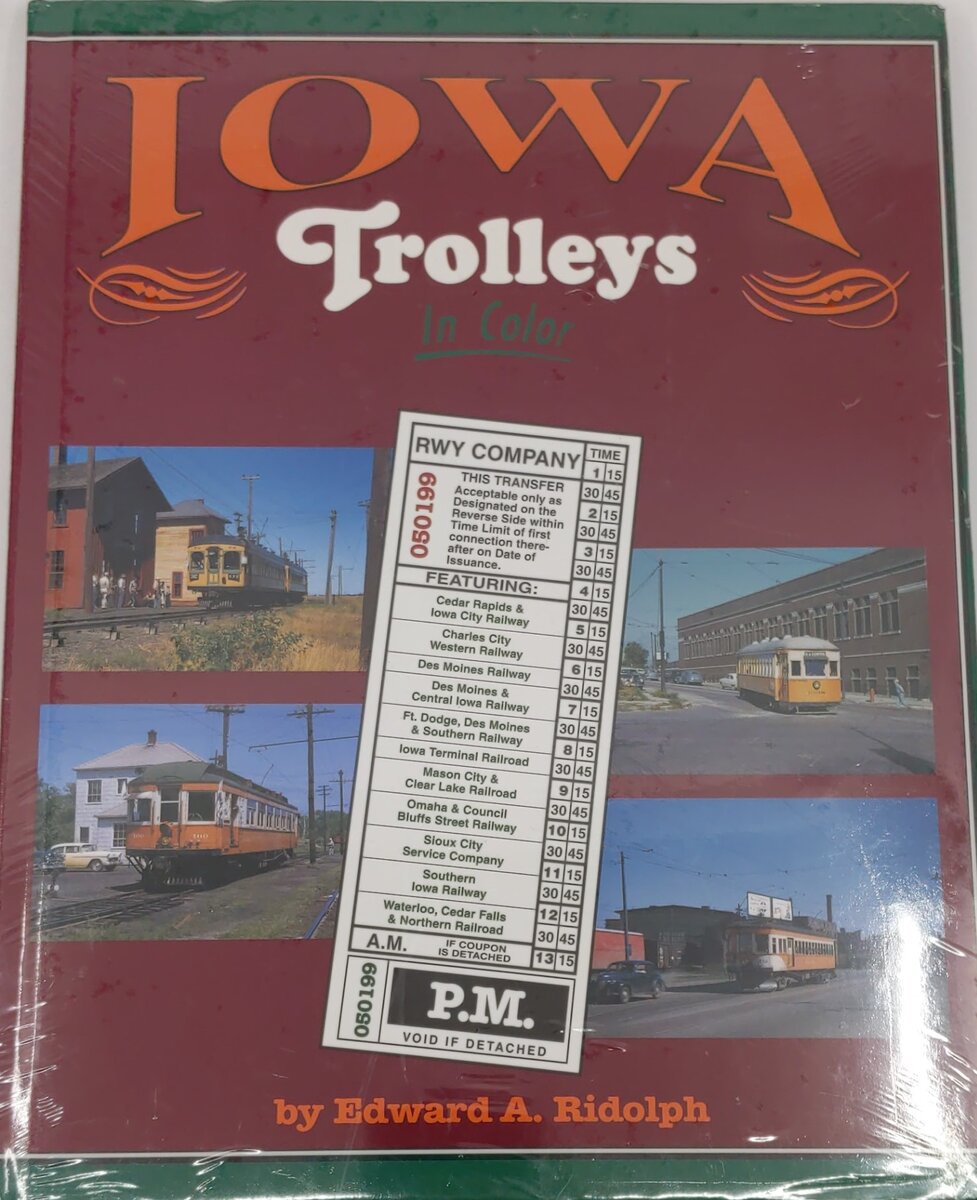 IOWA
Trolleys
In Color
RWY COMPANY
050199
THIS TRANSFER
Acceptable only as
Designated on the
Reverse Side within
Time Limit of first
connection there-
after on Date of
Issuance.
FEATURING:
Cedar Rapids &
Iowa City Railway
Charles City
Western Railway
Des Moines Railway
Des Moines &
Central Iowa Railway
Ft. Dodge, Des Moines
& Southern Railway
Iowa Terminal Railroad
Mason City &
Clear Lake Railroad
Omaha & Council
Bluffs Street Railway
Sioux City
Service Company
Southern
Iowa Railway
Waterloo, Cedar Falls
& Northern Railroad
A.M. IF COUPON
IS DETACHED
TIME
1 15
30 45
2 15
30 45
3 15
30 45
4 15
30 45
5 15
30 45
6 15
30 45
7 15
30 45
8 15
30 45
9 15
30 45
10 15
30 45
11 15
30 45
12 15
30 45
13 15
050199
P.M.
VOID IF DETACHED
100
by Edward A. Ridolph